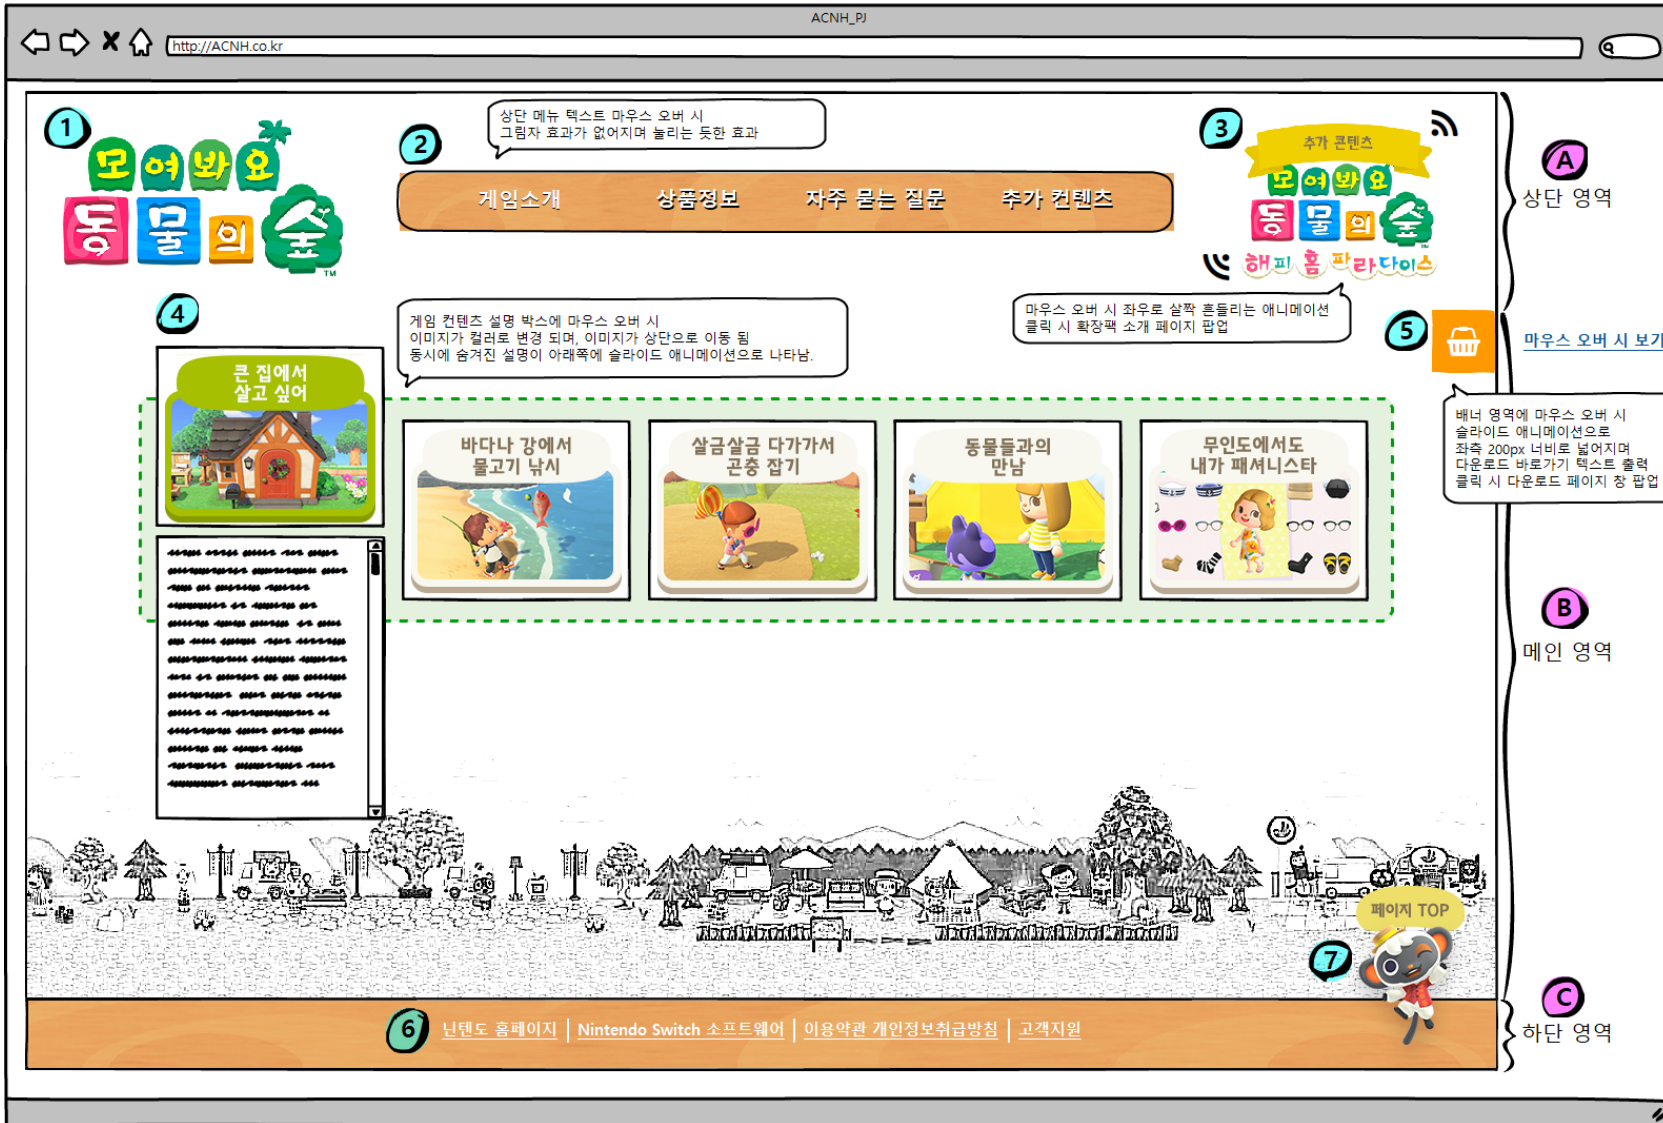 ACNH_PJ
http://ACNH.co.kr
1
모여봐요
동물의숲
TM
2
상단 메뉴 텍스트 마우스 오버 시
그림자 효과가 없어지며 눌리는 듯한 효과
게임소개
상품정보
자주 묻는 질문
추가 컨텐츠
3
추가 콘텐츠
모여봐요
동물의숲
해피 홈 파라다이스
마우스 오버 시 좌우로 살짝 흔들리는 애니메이션
클릭 시 확장팩 소개 페이지 팝업
A
상단 영역
4
게임 컨텐츠 설명 박스에 마우스 오버 시
이미지가 컬러로 변경 되며, 이미지가 상단으로 이동 됨
동시에 숨겨진 설명이 아래쪽에 슬라이드 애니메이션으로 나타남.
5
마우스 오버 시 보기
배너 영역에 마우스 오버 시
슬라이드 애니메이션으로
좌측 200px 너비로 넓어지며
다운로드 바로가기 텍스트 출력
클릭 시 다운로드 페이지 창 팝업
큰 집에서
살고 싶어
바다나 강에서
물고기 낚시
살금살금 다가가서
곤충 잡기
동물들과의
만남
무인도에서도
내가 패셔니스타
B
메인 영역
페이지 TOP
7
6
닌텐도 홈페이지 | Nintendo Switch 소프트웨어 | 이용약관 개인정보취급방침 | 고객지원
C
하단 영역